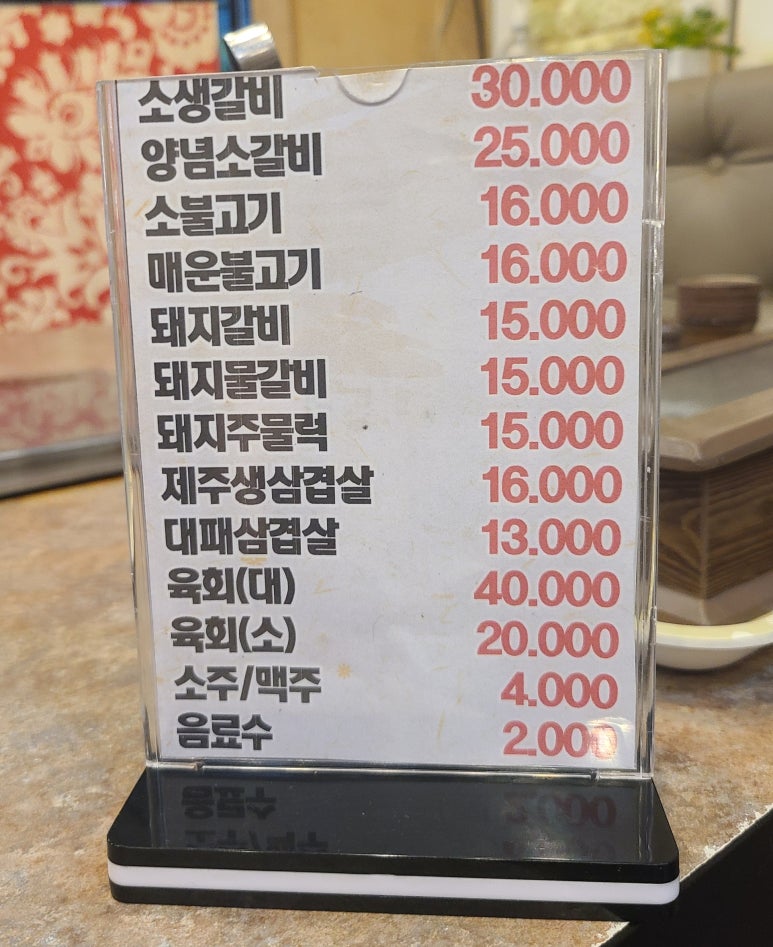 소생갈비 30.000
양념소갈비 25.000
소불고기 16.000
매운불고기 16.000
돼지갈비 15.000
돼지물갈비 15.000
돼지주물럭 15.000
제주생삼겹살 16.000
대패삼겹살 13.000
육회(대) 40.000
육회(소) 20.000
소주/맥주 4.000
음료수 2.000